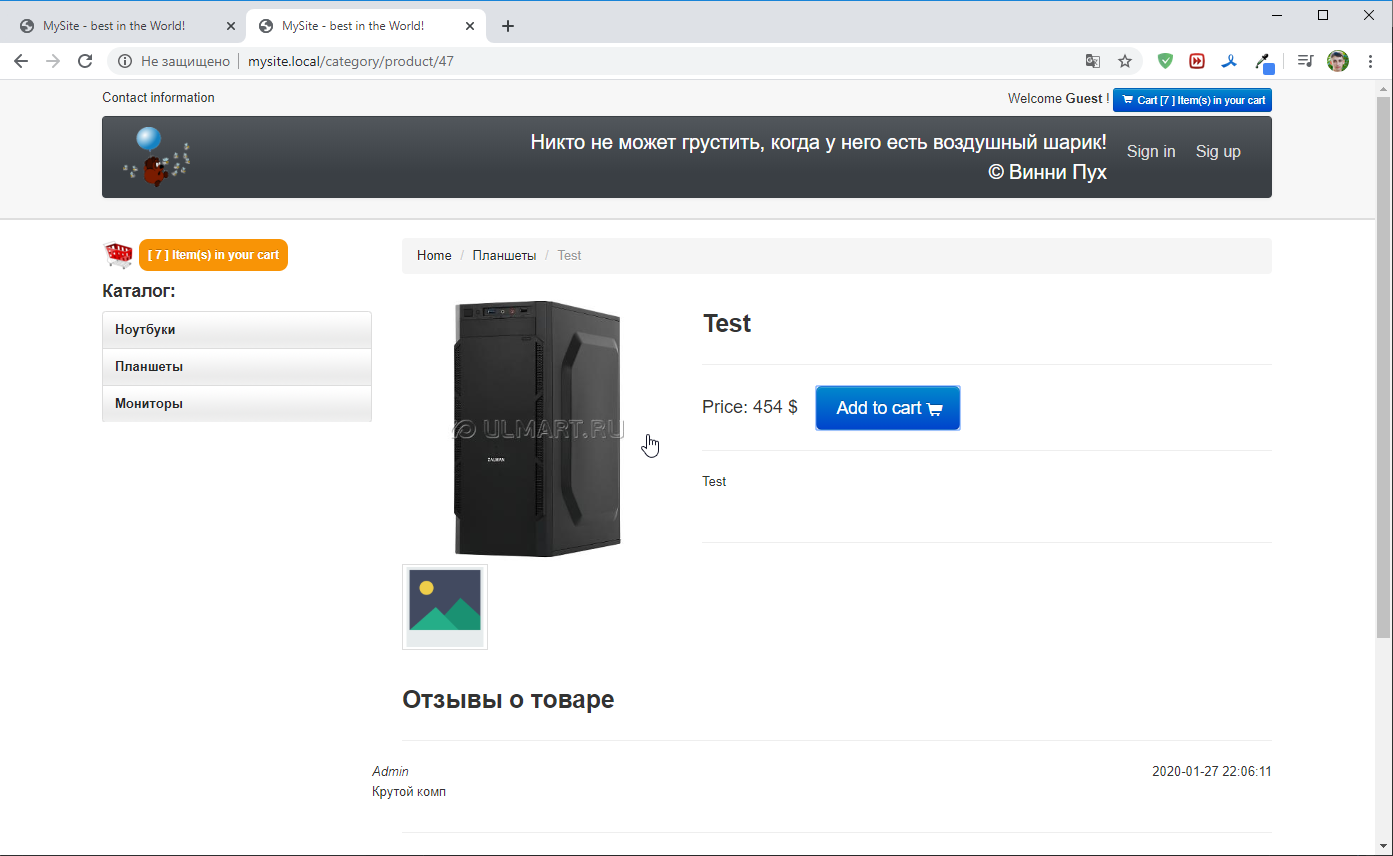 MySite - best in the World!
MySite - best in the World!
Не защищено
mysite.local/category/product/47
Contact information
Welcome Guest !
Cart [7 ] Item(s) in your cart
Никто не может грустить, когда у него есть воздушный шарик!
© Винни Пух
Sign in
Sig up
[ 7 ] Item(s) in your cart
Home / Планшеты / Test
Каталог:
Ноутбуки
Планшеты
Мониторы
ULMART.RU
ZALMAN
Test
Price: 454 $
Add to cart
Test
Отзывы о товаре
Admin
2020-01-27 22:06:11
Крутой комп